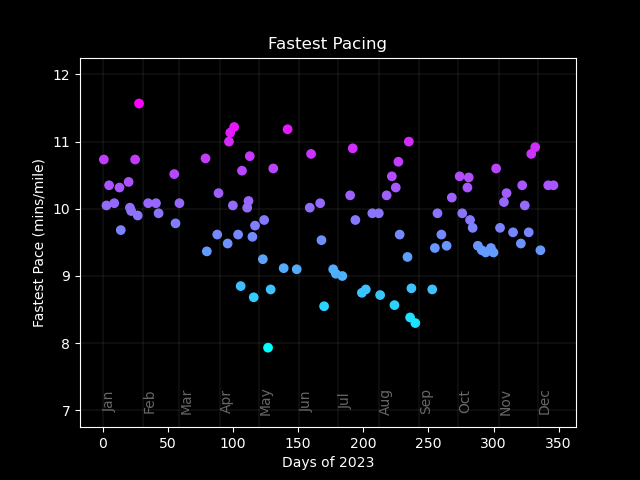 Fastest Pacing
Fastest Pace (mins/mile)
12
11
10
9
8
7
Jan
Feb
Mar
Apr
May
Jun
Jul
Aug
Sep
Oct
Nov
Dec
0
50
100
150
200
250
300
350
Days of 2023